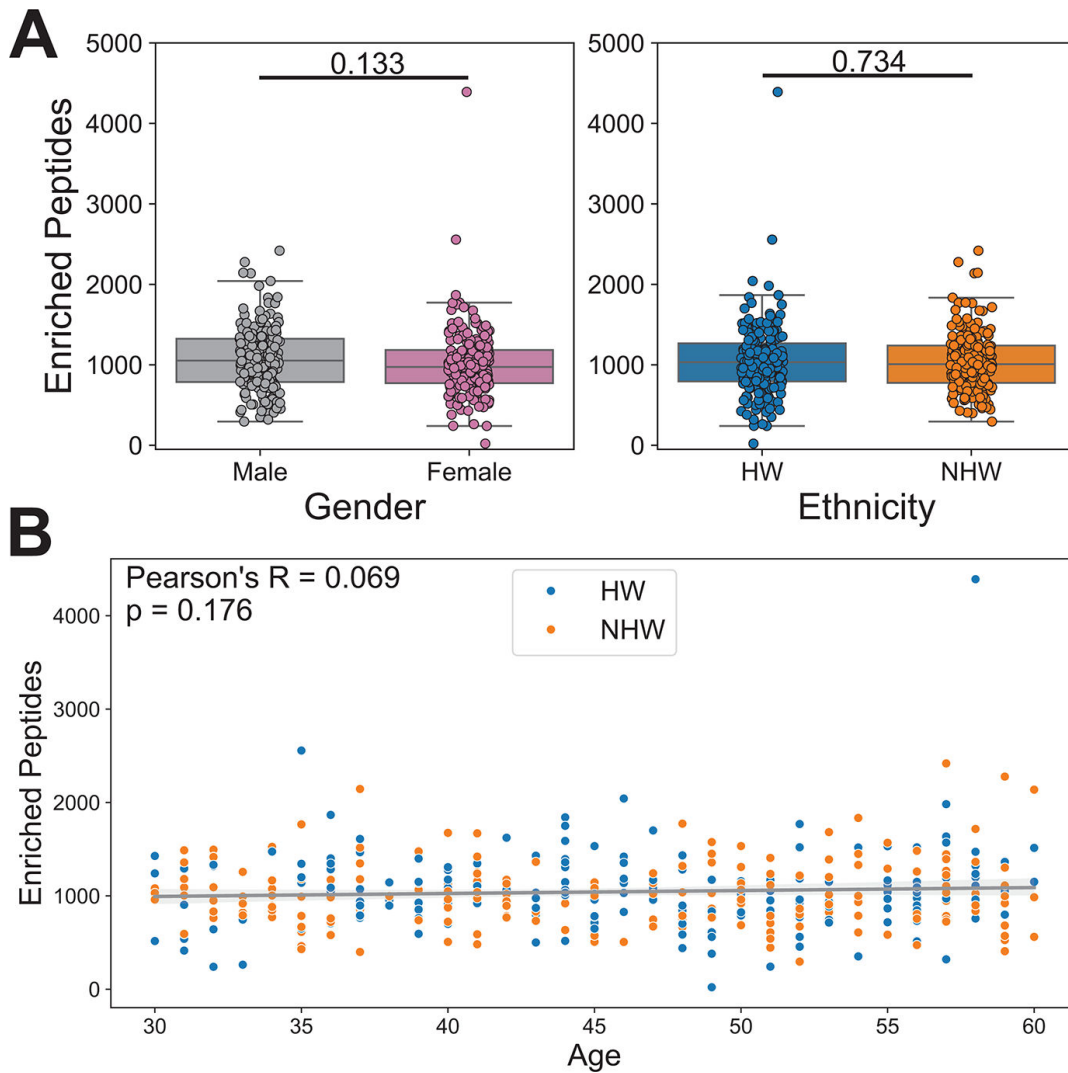 A
Enriched Peptides
5000
4000
3000
2000
1000
0
0.133
Male
Female
Gender
5000
4000
3000
2000
1000
0
0.734
HW
NHW
Ethnicity
B
Enriched Peptides
4000
3000
2000
1000
0
Pearson's R = 0.069
p = 0.176
HW
NHW
30
35
40
45
50
55
60
Age